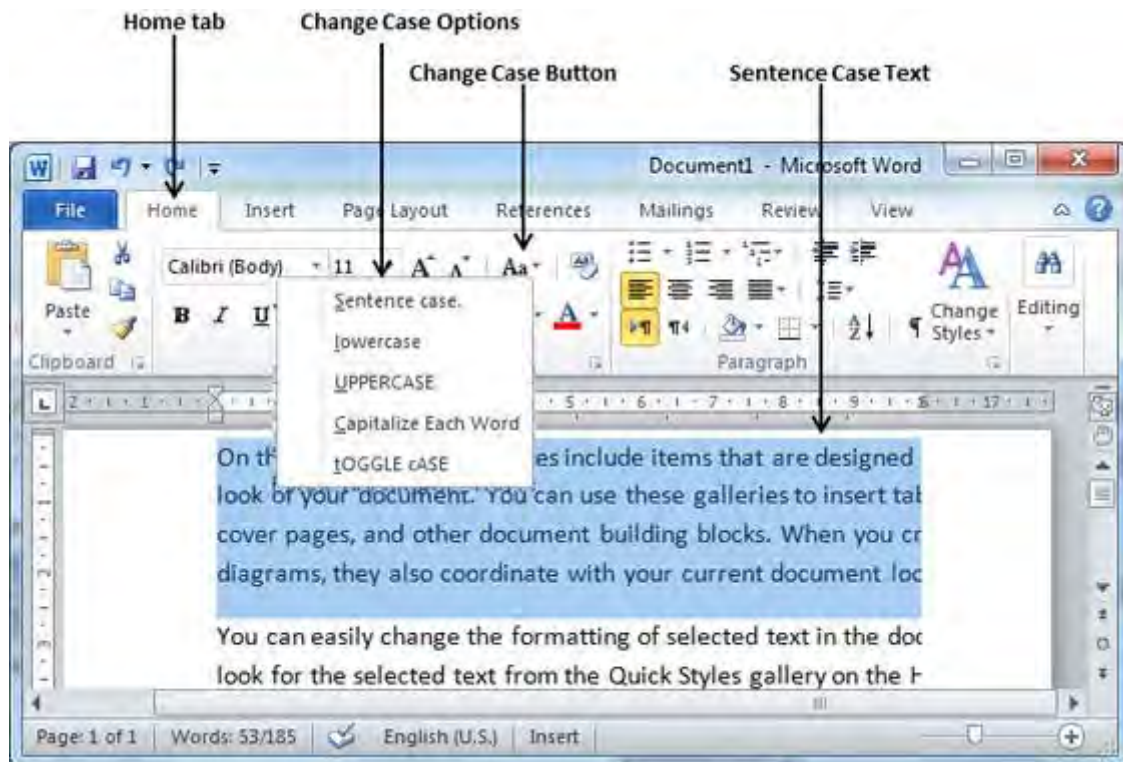 Home tab Change Case Options
Change Case Button Sentence Case Text
Document1 - Microsoft Word
File Home Insert Page Layout References Mailings Review View
Calibri (Body) 11 A A Aa
Paste B I U A Change Styles Editing
Clipboard Paragraph
Sentence case.
lowercase
UPPERCASE
Capitalize Each Word
tOGGLE cASE
On es include items that are designed
look of your document. You can use these galleries to insert
cover pages, and other document building blocks. When you
diagrams, they also coordinate with your current document
You can easily change the formatting of selected text in the
look for the selected text from the Quick Styles gallery on the
Page: 1 of 1 Words: 53/185 English (U.S.) Insert